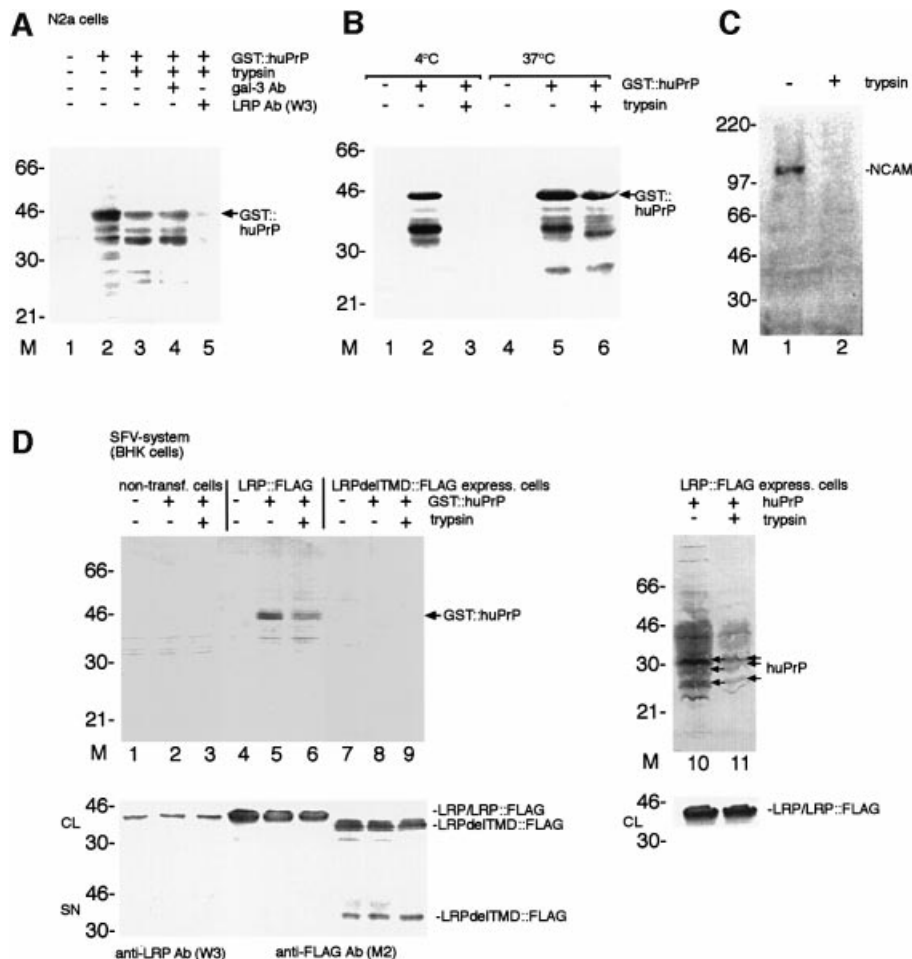 A N2a cells
- + + + + GST::huPrP
- - + + + trypsin
- - - + - gal-3 Ab
- - - - + LRP Ab (W3)
66-
46-
30-
21-
GST::
huPrP
M 1 2 3 4 5
B
4°C 37°C
- + + - + + GST::huPrP
- - + - - + trypsin
66-
46-
30-
21-
GST::
huPrP
M 1 2 3 4 5 6
C
- + trypsin
220-
97-
66-
46-
30-
-NCAM
M 1 2
D
SFV-system
(BHK cells)
non-transf. cells LRP::FLAG LRPdelTMD::FLAG express. cells
- + + - + + - + + GST::huPrP
- - + - - + - - + trypsin
66-
46-
30-
21-
GST::huPrP
M 1 2 3 4 5 6 7 8 9
46-
CL
30-
-LRP/LRP::FLAG
-LRPdelTMD::FLAG
46-
SN
30-
-LRPdelTMD::FLAG
anti-LRP Ab (W3) anti-FLAG Ab (M2)
LRP::FLAG express. cells
+ + huPrP
- + trypsin
66-
46-
30-
21-
huPrP
M 10 11
46-
CL
30-
-LRP/LRP::FLAG